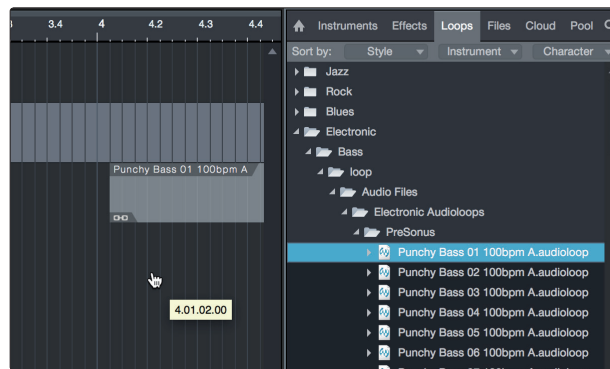 3.4 4 4.2 4.3 4.4
Punchy Bass 01 100bpm A
4.01.02.00
Instruments Effects Loops Files Cloud Pool
Sort by: Style Instrument Character
Jazz
Rock
Blues
Electronic
Bass
loop
Audio Files
Electronic Audioloops
PreSonus
Punchy Bass 01 100bpm A.audioloop
Punchy Bass 02 100bpm A.audioloop
Punchy Bass 03 100bpm A.audioloop
Punchy Bass 04 100bpm A.audioloop
Punchy Bass 05 100bpm A.audioloop
Punchy Bass 06 100bpm A.audioloop